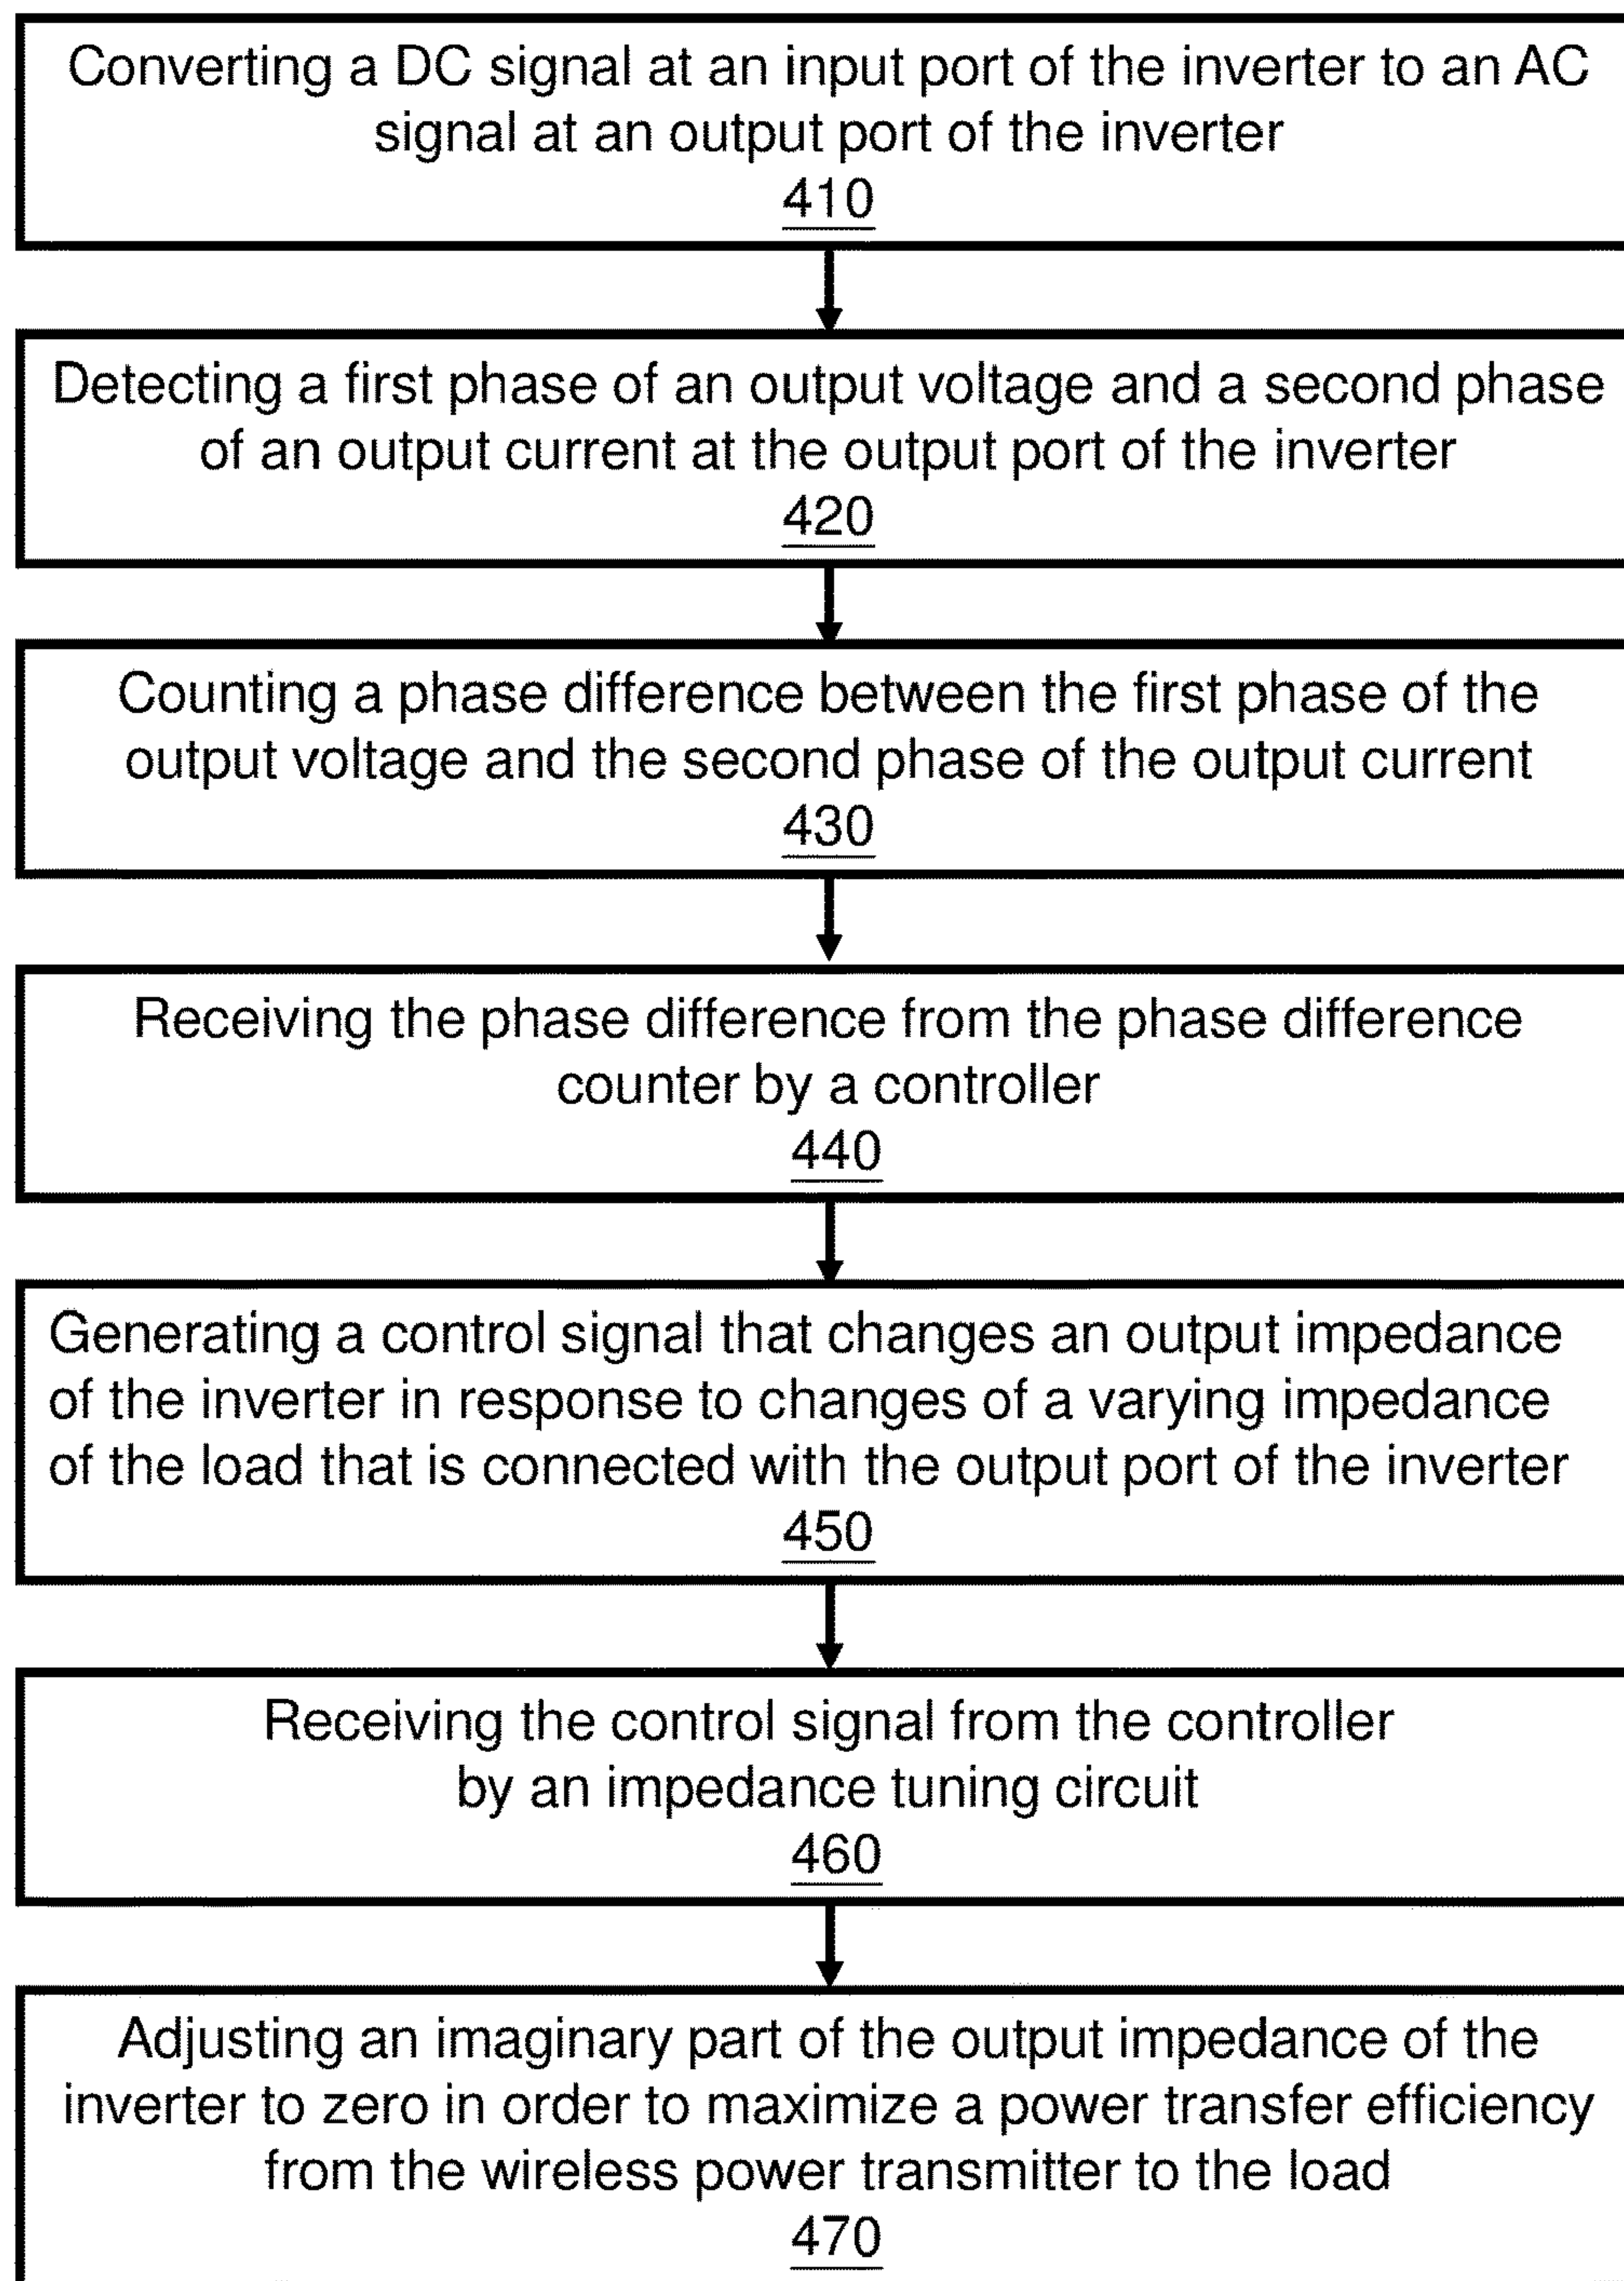 Converting a DC signal at an input port of the inverter to an AC
signal at an output port of the inverter
410
Detecting a first phase of an output voltage and a second phase
of an output current at the output port of the inverter
420
Counting a phase difference between the first phase of the
output voltage and the second phase of the output current
430
Receiving the phase difference from the phase difference
counter by a controller
440
Generating a control signal that changes an output impedance
of the inverter in response to changes of a varying impedance
of the load that is connected with the output port of the inverter
450
Receiving the control signal from the controller
by an impedance tuning circuit
460
Adjusting an imaginary part of the output impedance of the
inverter to zero in order to maximize a power transfer efficiency
from the wireless power transmitter to the load
470